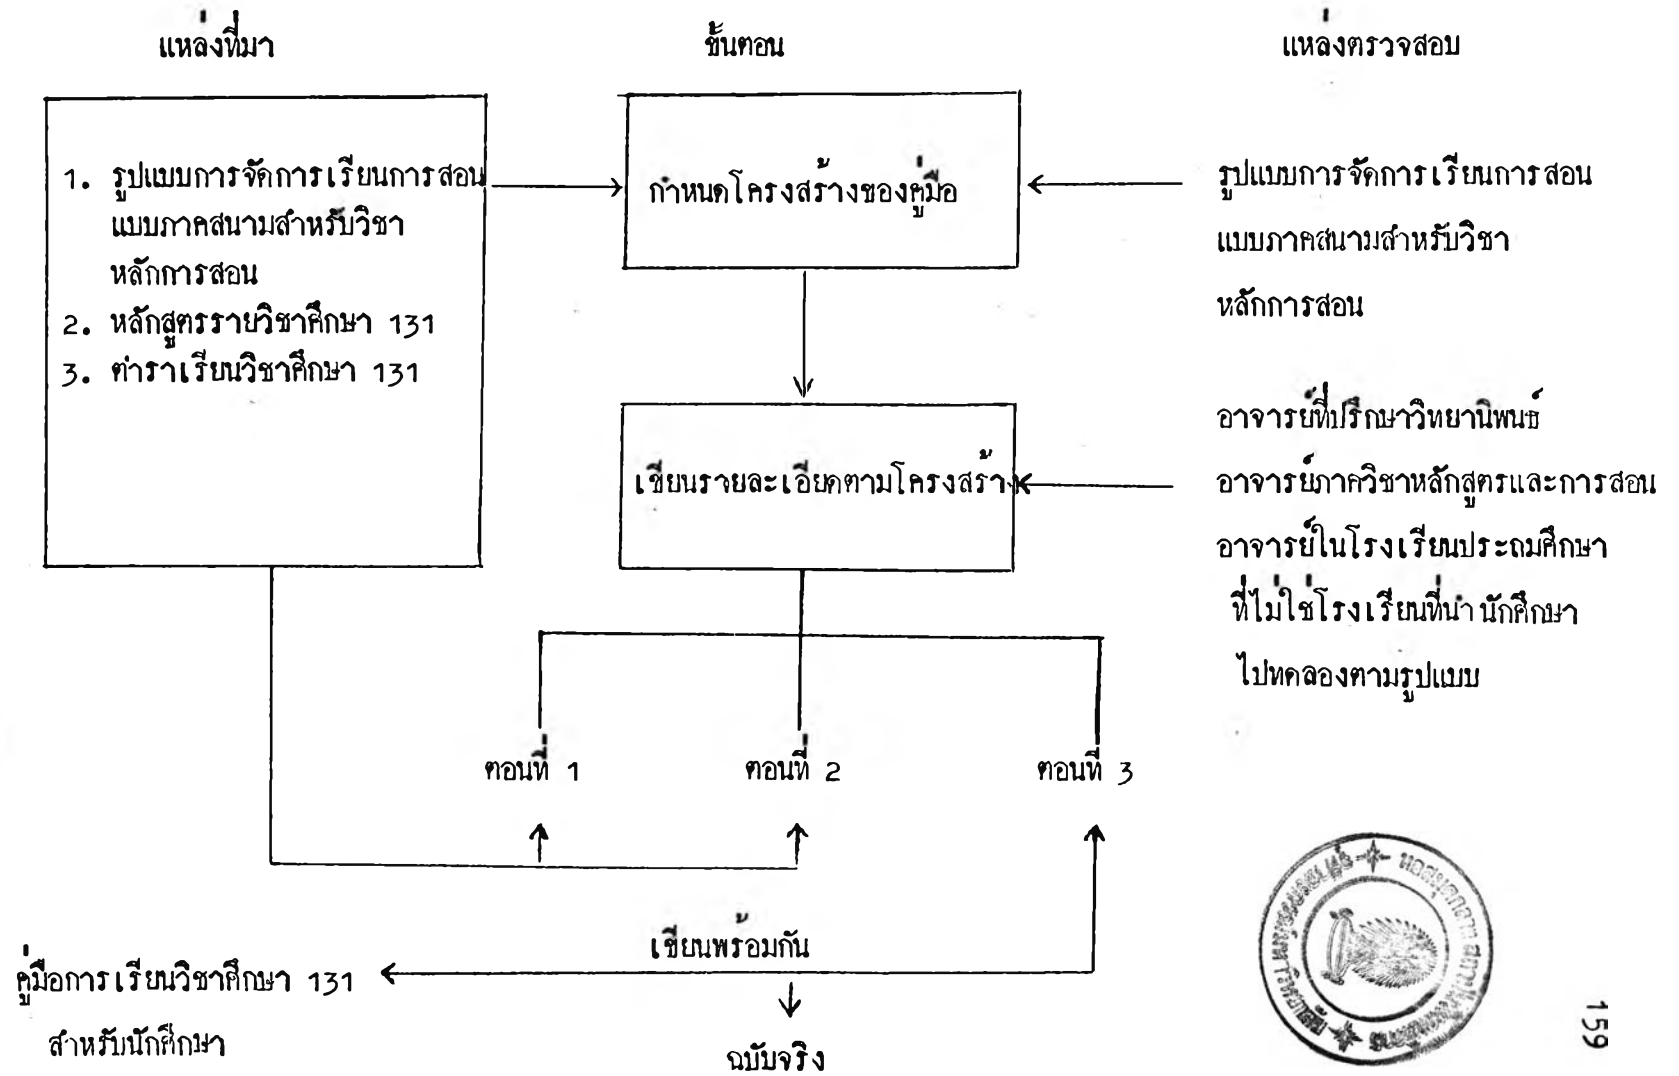 แหล่งที่มา
ขั้นตอน
แหล่งตรวจสอบ
1. รูปแบบการจัดการเรียนการสอน
แบบภาคสนามสำหรับวิชา
หลักการสอน
2. หลักสูตรรายวิชาศึกษา 131
3. ตำราเรียนวิชาศึกษา 131
กำหนดโครงสร้างของคู่มือ
รูปแบบการจัดการเรียนการสอน
แบบภาคสนามสำหรับวิชา
หลักการสอน
เขียนรายละเอียดตามโครงสร้าง
อาจารย์ที่ปรึกษาวิทยานิพนธ์
อาจารย์ภาควิชาหลักสูตรและการสอน
อาจารย์ในโรงเรียนประถมศึกษา
ที่ไม่ใช่โรงเรียนที่นำนักศึกษา
ไปทดลองตามรูปแบบ
ตอนที่ 1
ตอนที่ 2
ตอนที่ 3
เขียนพร้อมกัน
คู่มือการเรียนวิชาศึกษา 131
สำหรับนักศึกษา
ฉบับจริง
หอสมุดกลาง
159